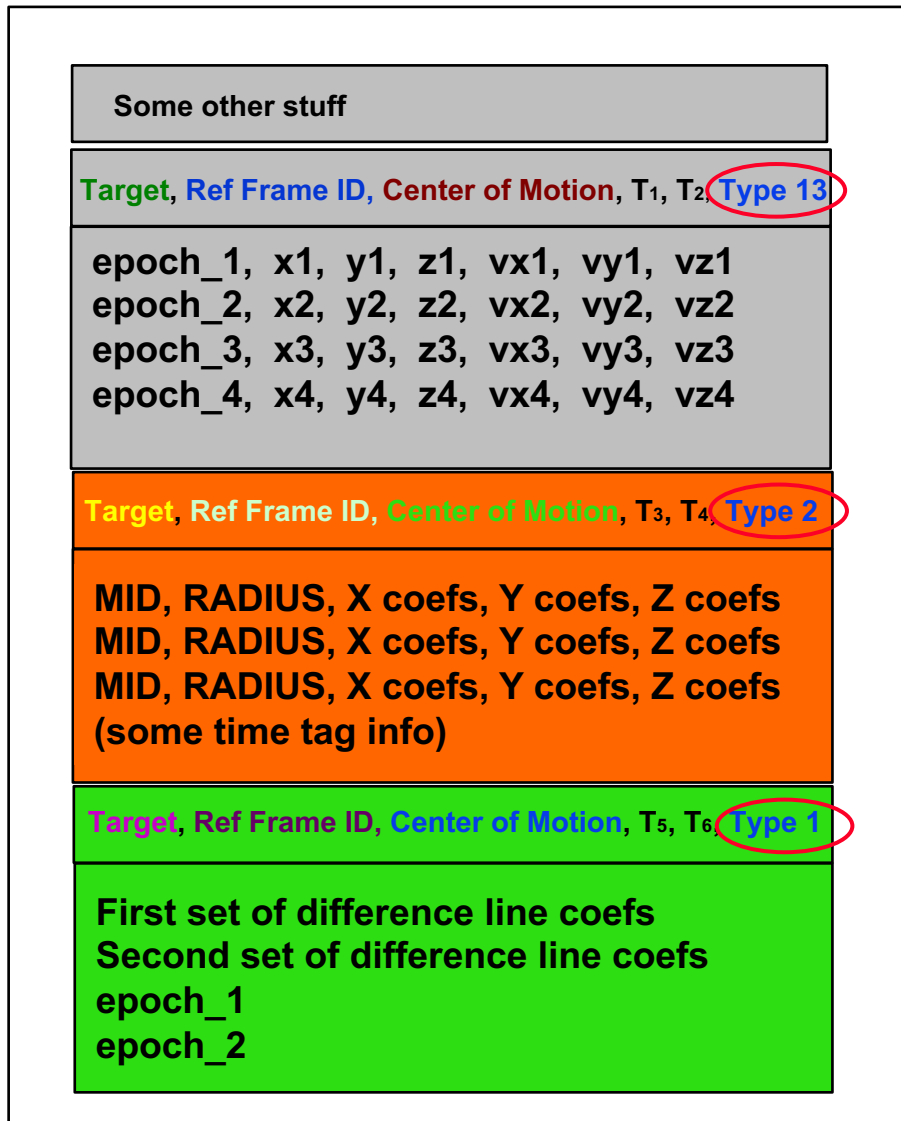 Some other stuff
Target, Ref Frame ID, Center of Motion, T1, T2, Type 13
epoch_1, x1, y1, z1, vx1, vy1, vz1
epoch_2, x2, y2, z2, vx2, vy2, vz2
epoch_3, x3, y3, z3, vx3, vy3, vz3
epoch_4, x4, y4, z4, vx4, vy4, vz4
Target, Ref Frame ID, Center of Motion, T3, T4, Type 2
MID, RADIUS, X coefs, Y coefs, Z coefs
MID, RADIUS, X coefs, Y coefs, Z coefs
MID, RADIUS, X coefs, Y coefs, Z coefs
(some time tag info)
Target, Ref Frame ID, Center of Motion, T5, T6, Type 1
First set of difference line coefs
Second set of difference line coefs
epoch_1
epoch_2